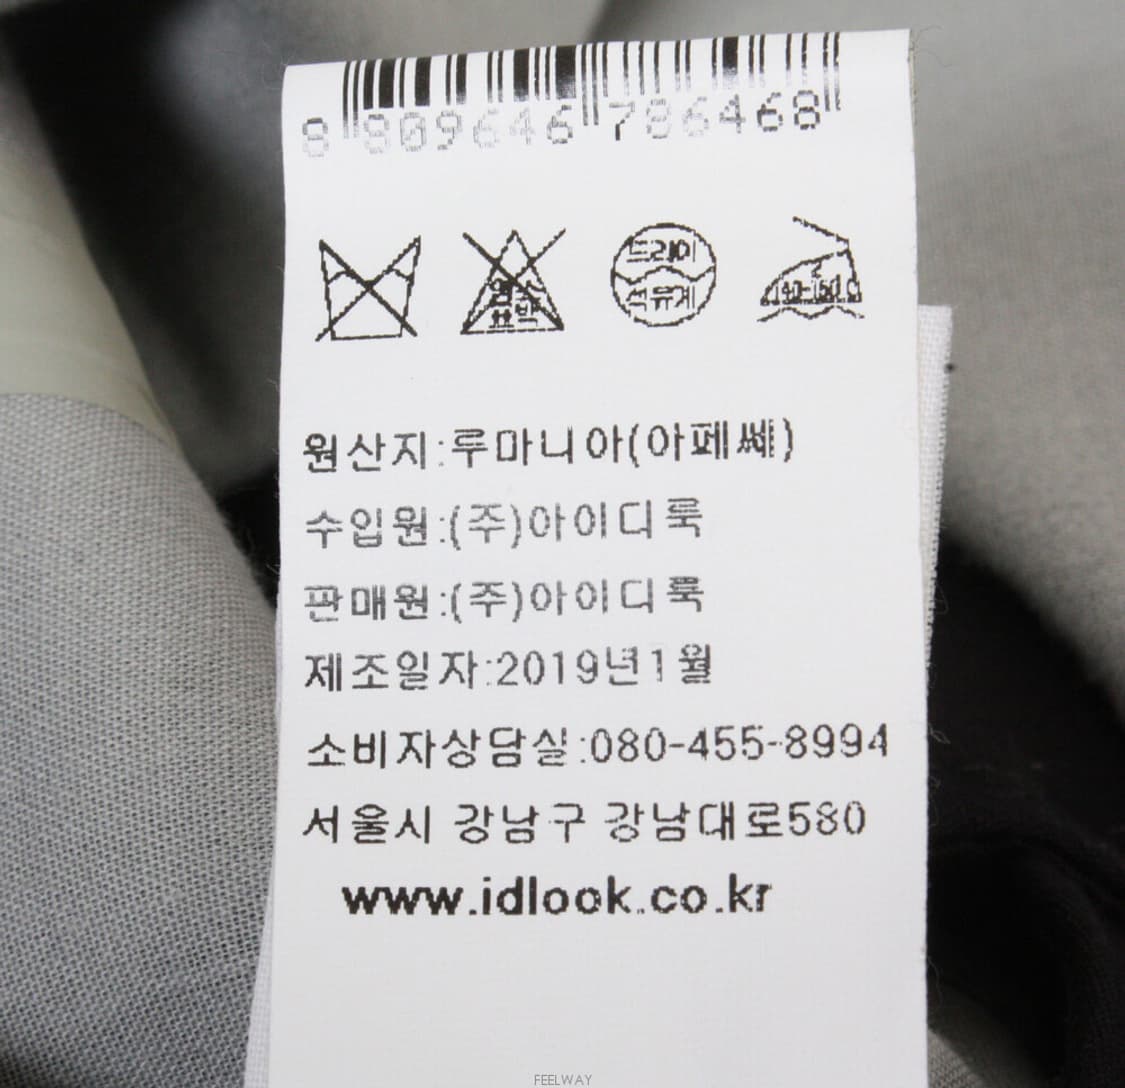 8 809646 786468
드라이
석유계
원산지:루마니아(아페쎄)
수입원:(주)아이디룩
판매원:(주)아이디룩
제조일자:2019년1월
소비자상담실:080-455-8994
서울시 강남구 강남대로580
www.idlook.co.kr
FEELWAY